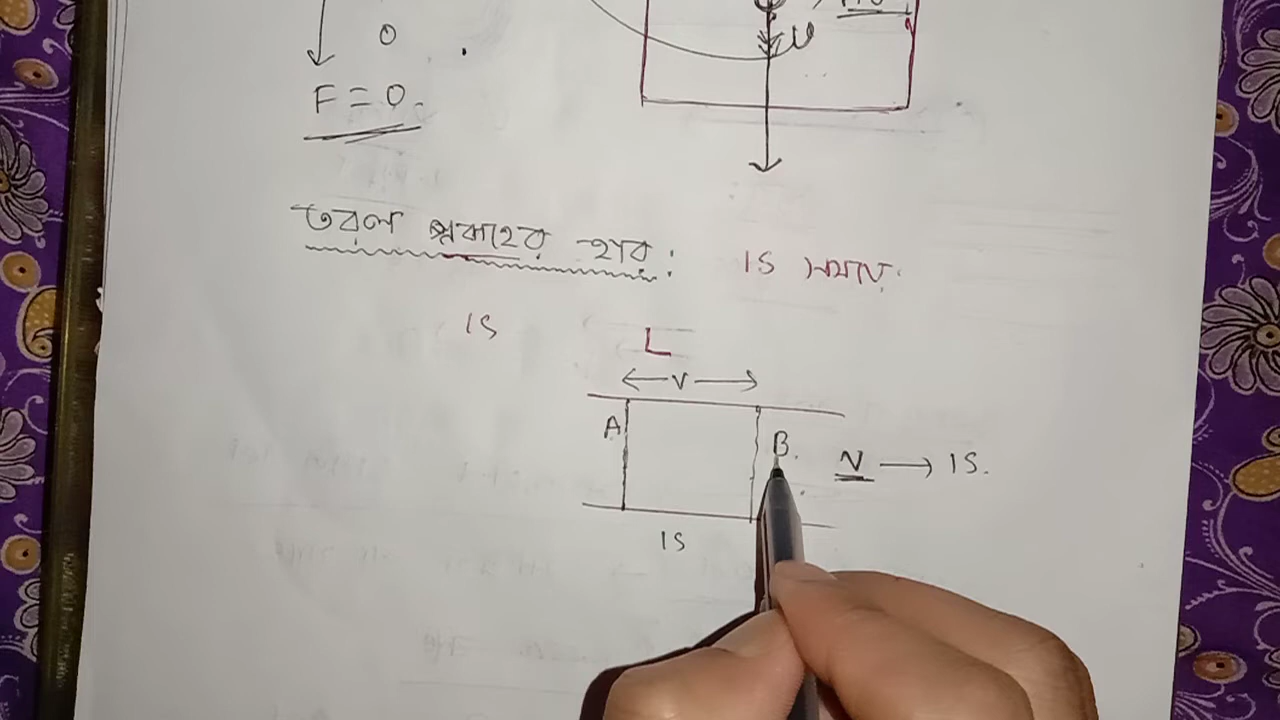 0
F = 0.
তরল প্রবাহের হার:
1S সময়ে
1S
L
V
A
B.
V → 1S.
1S